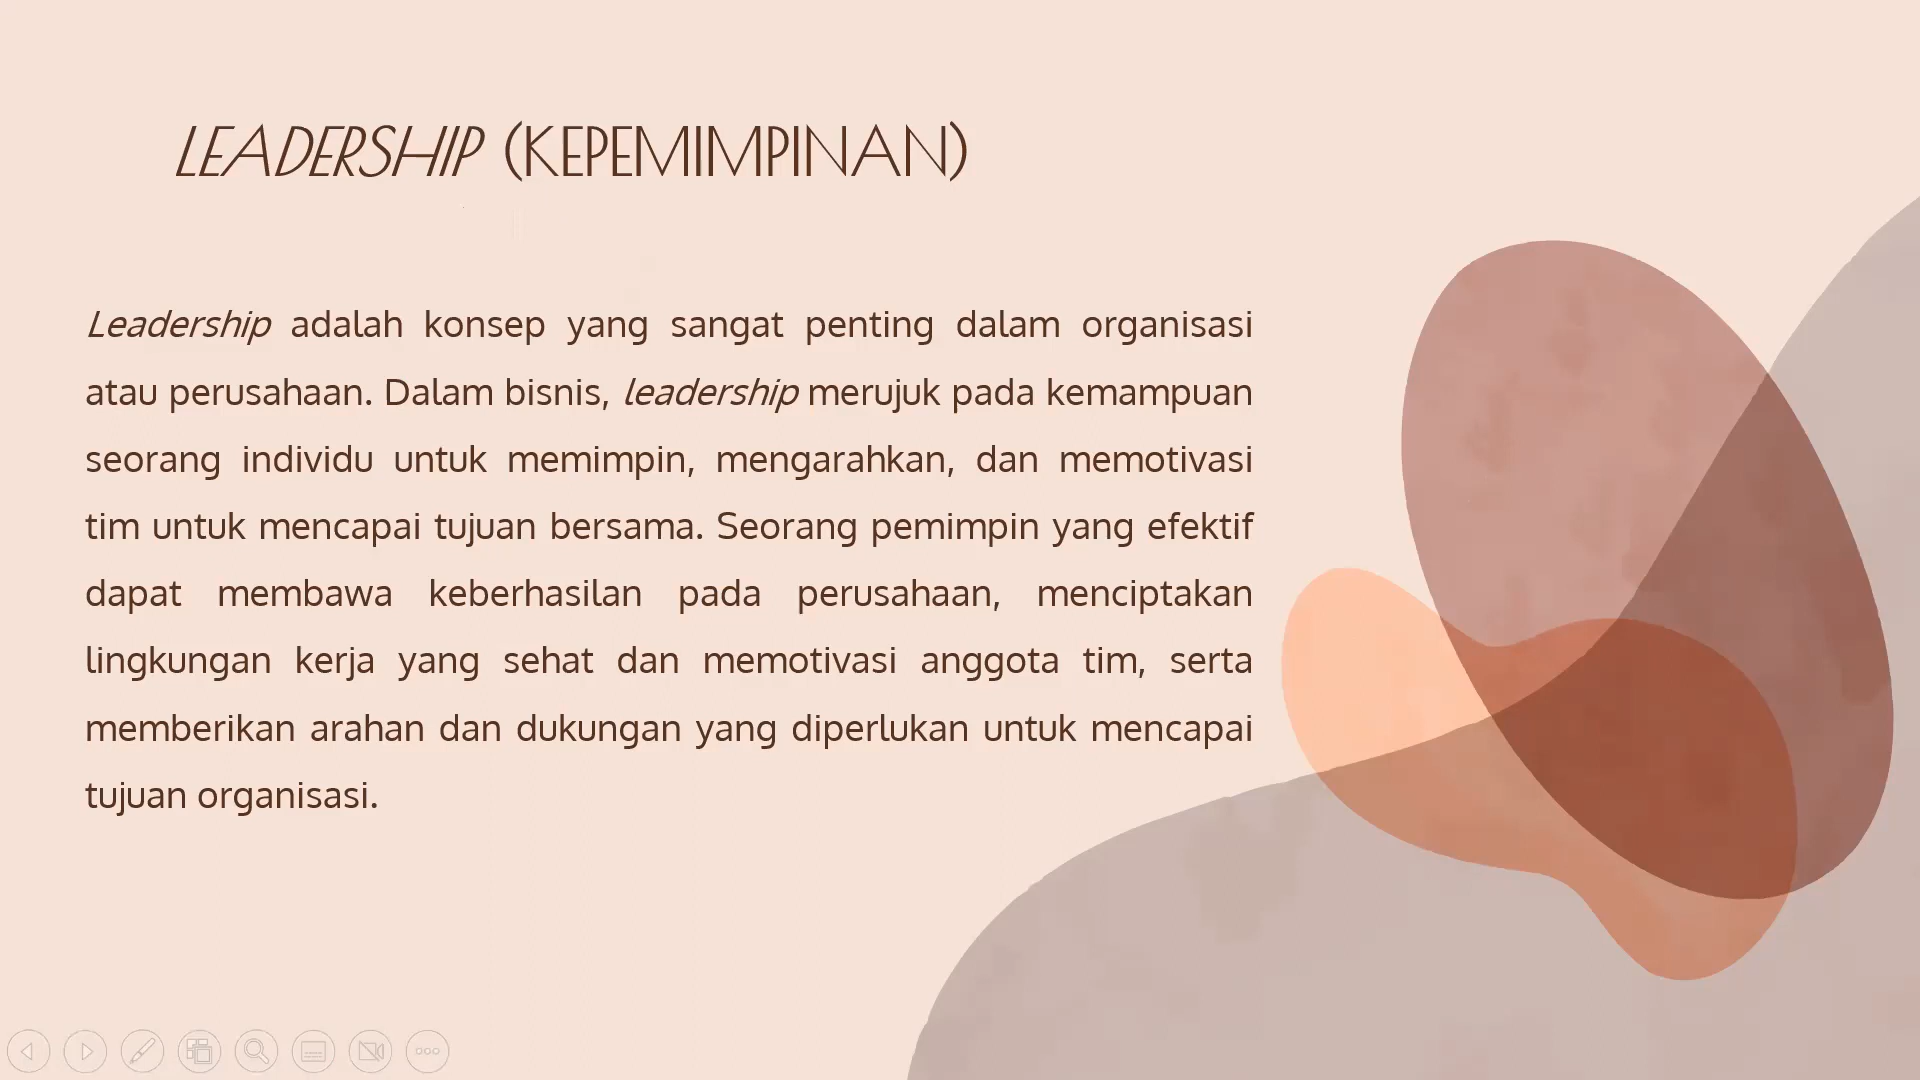 LEADERSHIP (KEPEMIMPINAN)
Leadership adalah konsep yang sangat penting dalam organisasi
atau perusahaan. Dalam bisnis, leadership merujuk pada kemampuan
seorang individu untuk memimpin, mengarahkan, dan memotivasi
tim untuk mencapai tujuan bersama. Seorang pemimpin yang efektif
dapat membawa keberhasilan pada perusahaan, menciptakan
lingkungan kerja yang sehat dan memotivasi anggota tim, serta
memberikan arahan dan dukungan yang diperlukan untuk mencapai
tujuan organisasi.